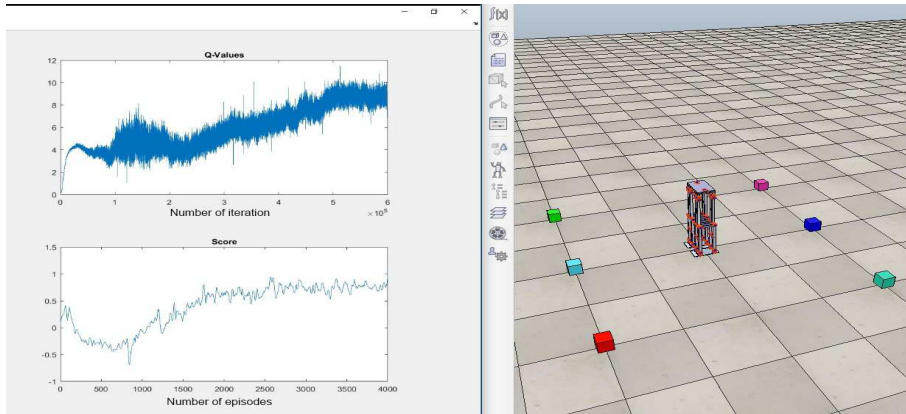 Q-Values
12
10
8
6
4
2
0
0 1 2 3 4 5 6
Number of iteration
×10⁵
Score
1.5
1
0.5
0
-0.5
-1
0 500 1000 1500 2000 2500 3000 3500 4000
Number of episodes
f(x)